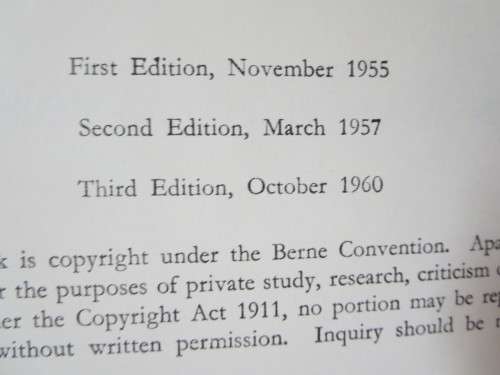 First Edition, November 1955
Second Edition, March 1957
Third Edition, October 1960
is copyright under the Berne Convention.
the purposes of private study, research, criticism
the Copyright Act 1911, no portion may be
without written permission. Inquiry should be